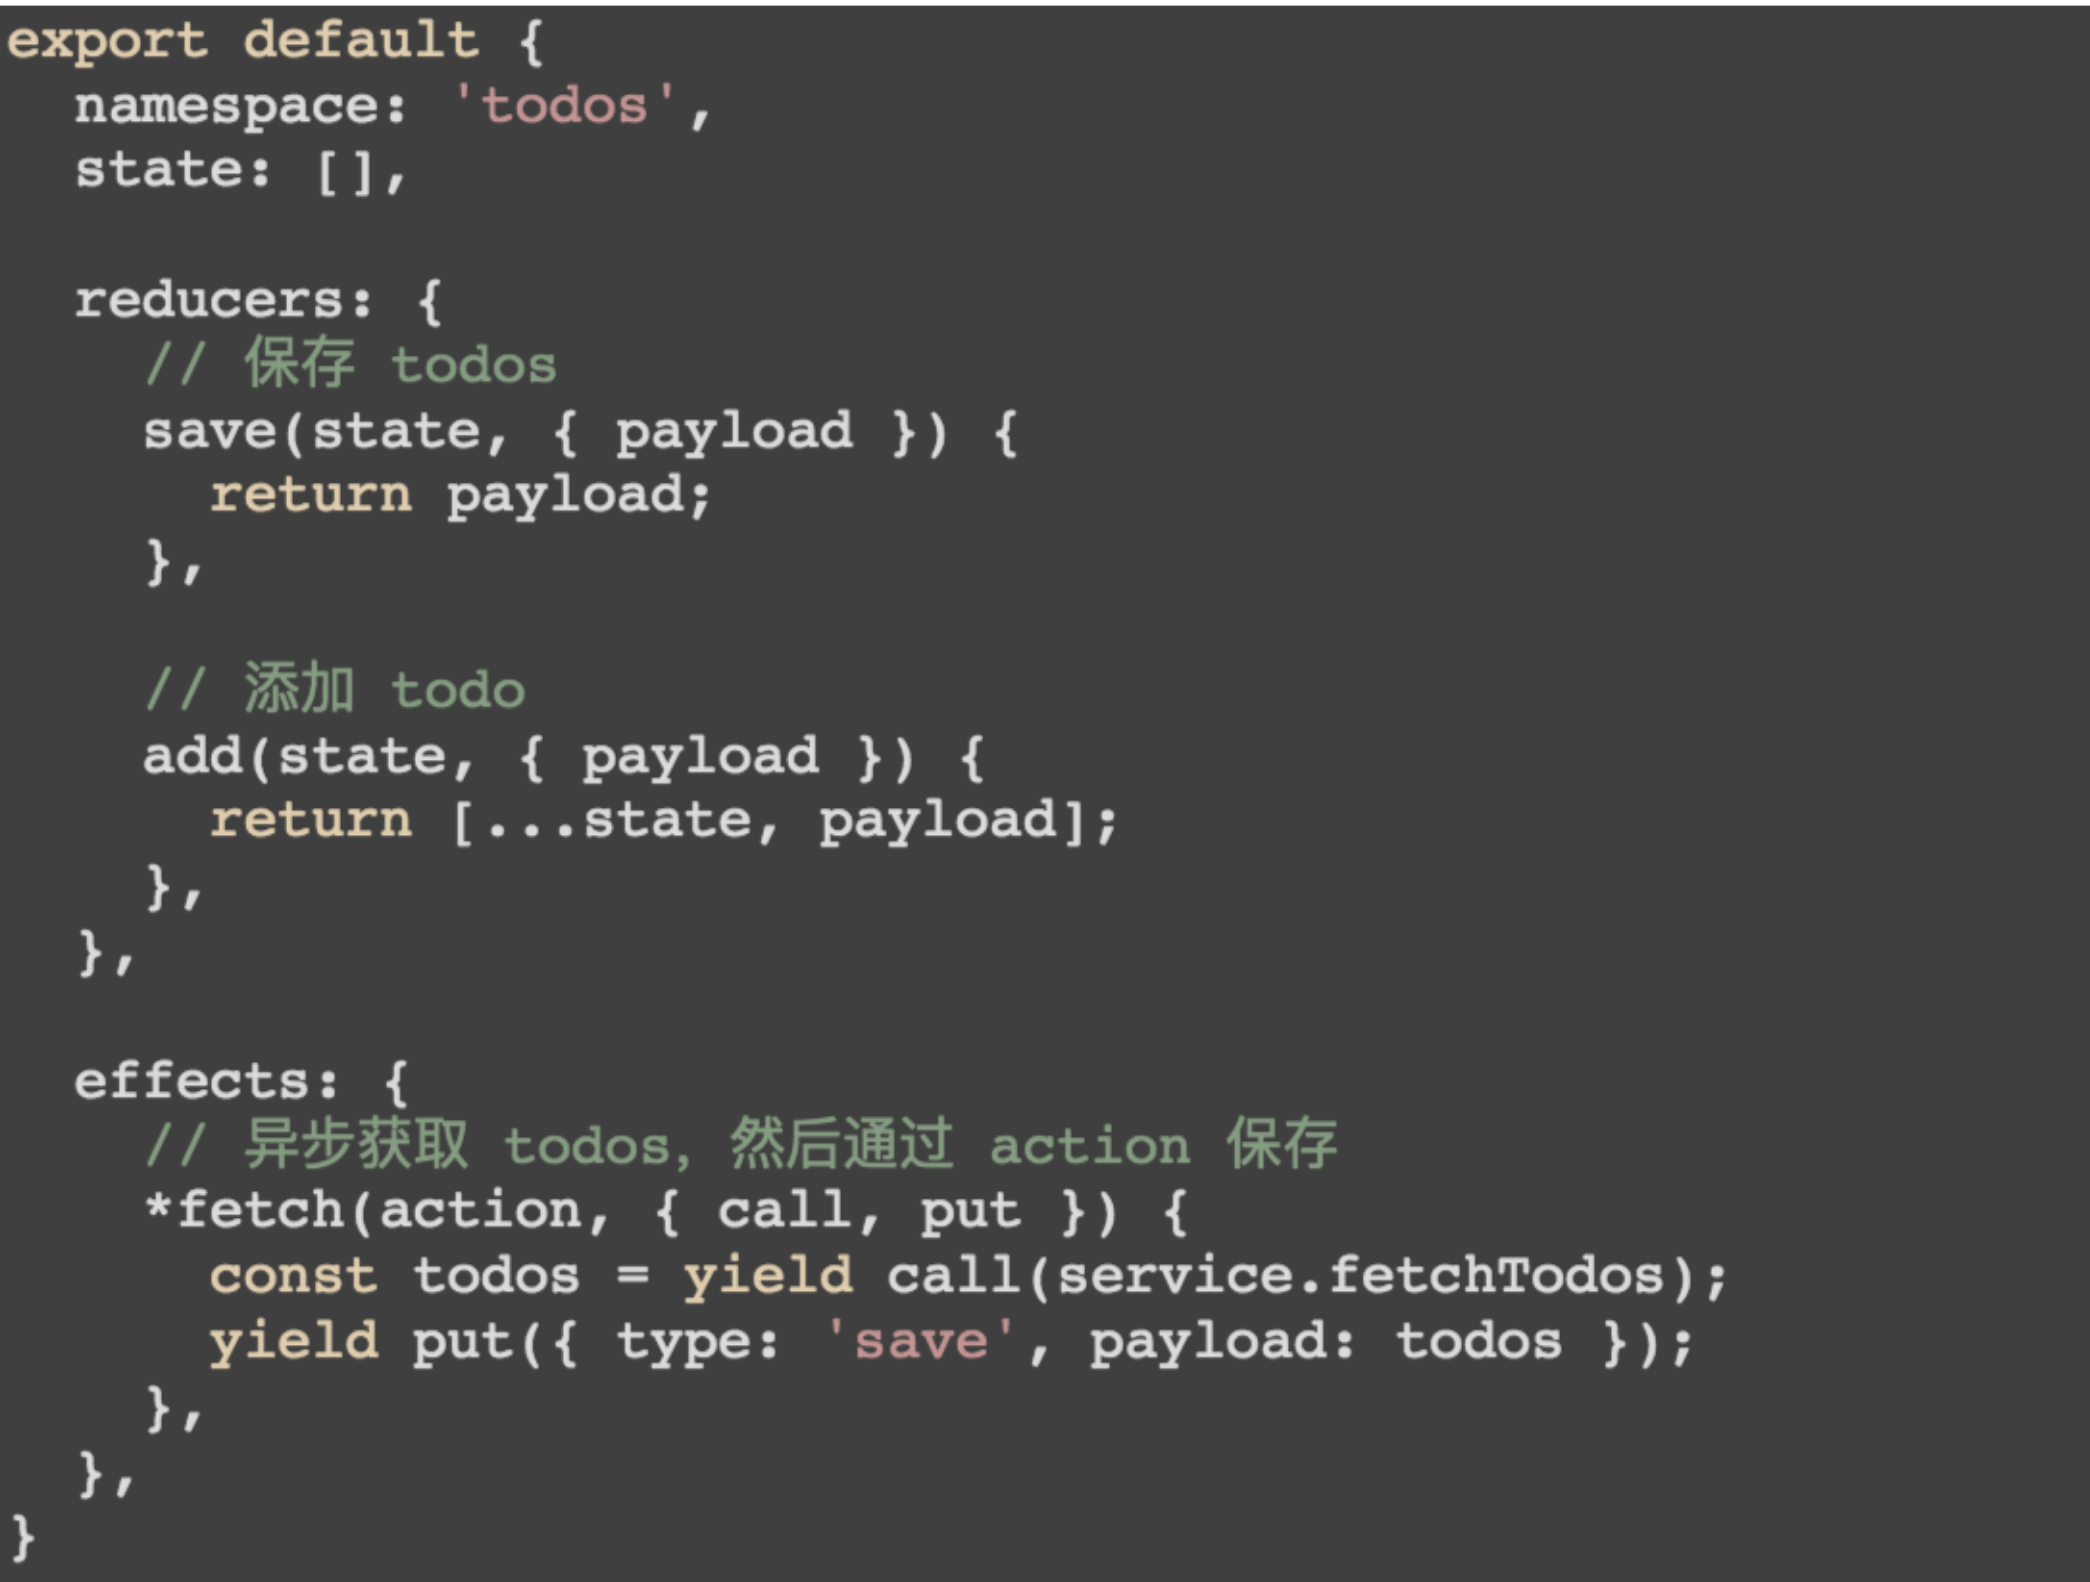 export default {
  namespace: 'todos',
  state: [],

  reducers: {
    // 保存 todos
    save(state, { payload }) {
      return payload;
    },

    // 添加 todo
    add(state, { payload }) {
      return [...state, payload];
    },
  },

  effects: {
    // 异步获取 todos，然后通过 action 保存
    *fetch(action, { call, put }) {
      const todos = yield call(service.fetchTodos);
      yield put({ type: 'save', payload: todos });
    },
  },
}